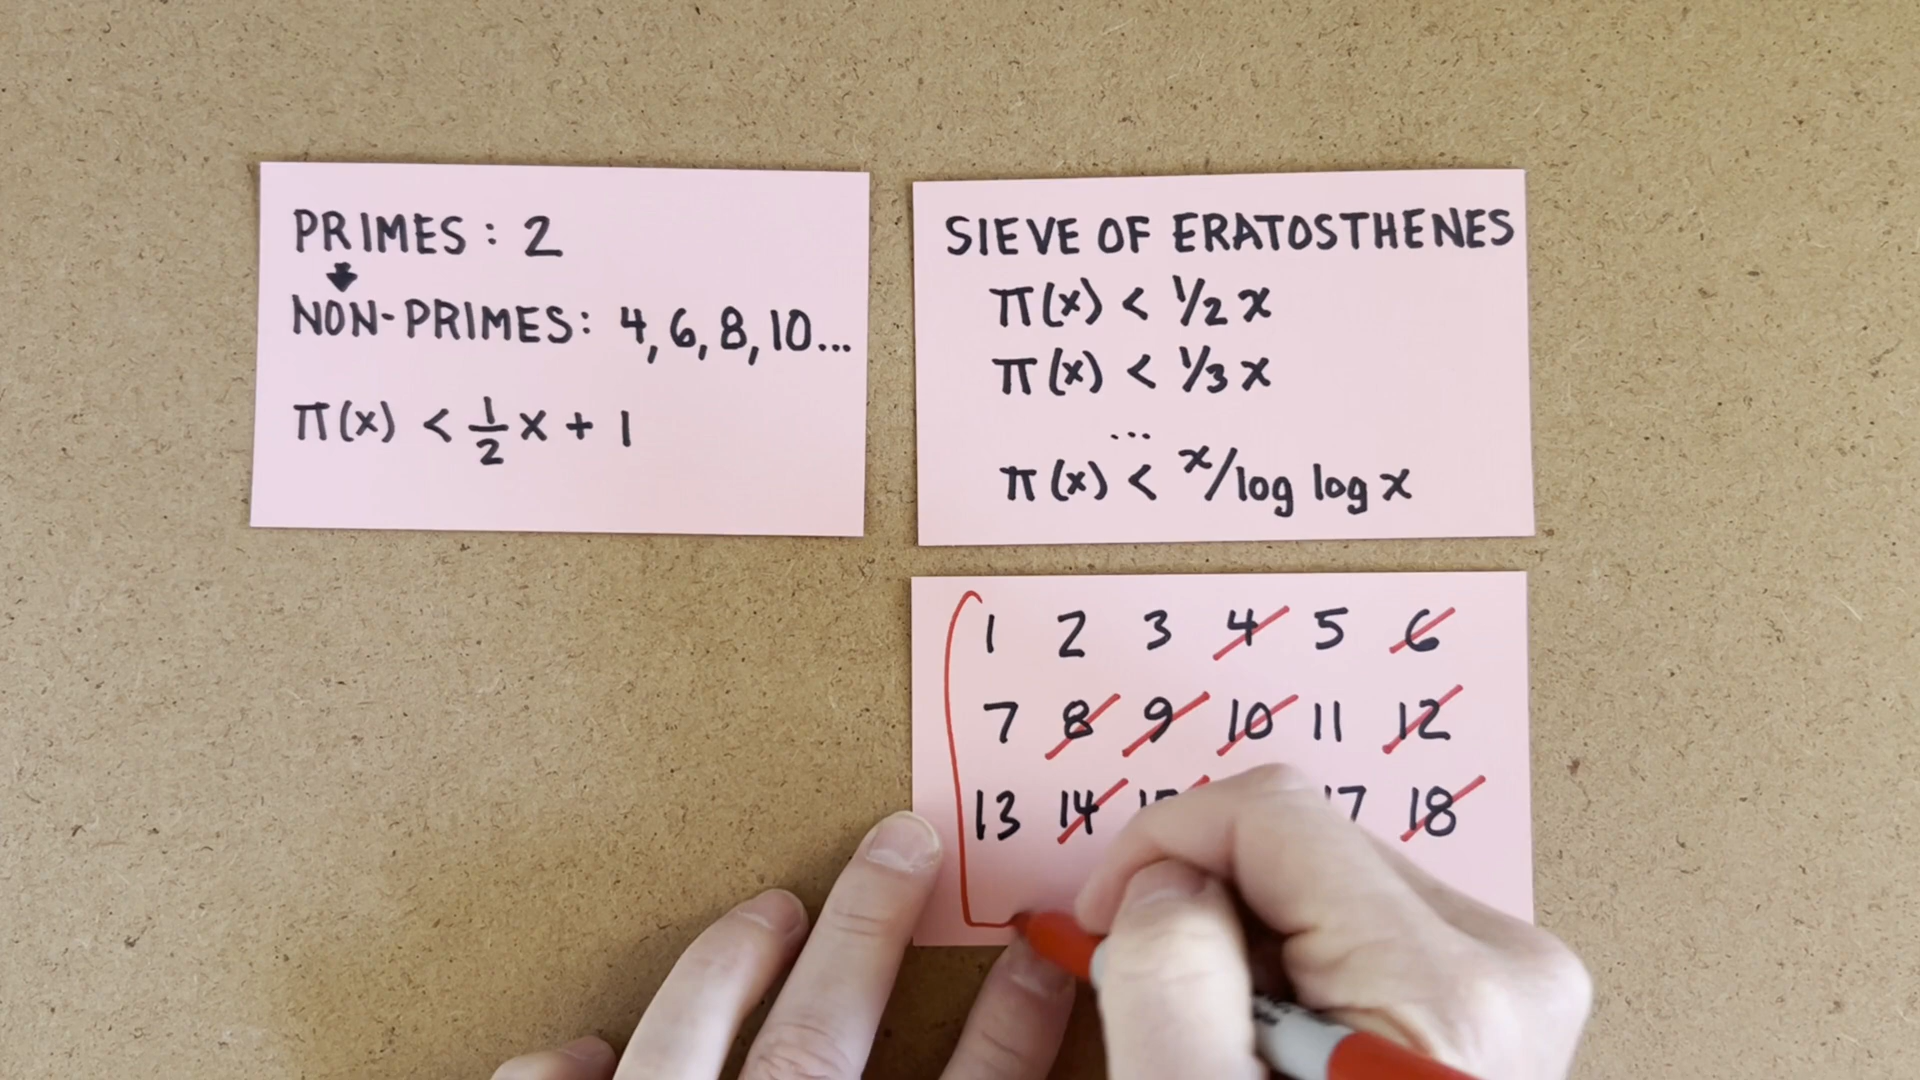 PRIMES: 2
NON-PRIMES: 4, 6, 8, 10...
π(x) < 1/2 x + 1
SIEVE OF ERATOSTHENES
π(x) < 1/2 x
π(x) < 1/3 x
...
π(x) < x/log log x
1 2 3 4 5 6
7 8 9 10 11 12
13 14 18